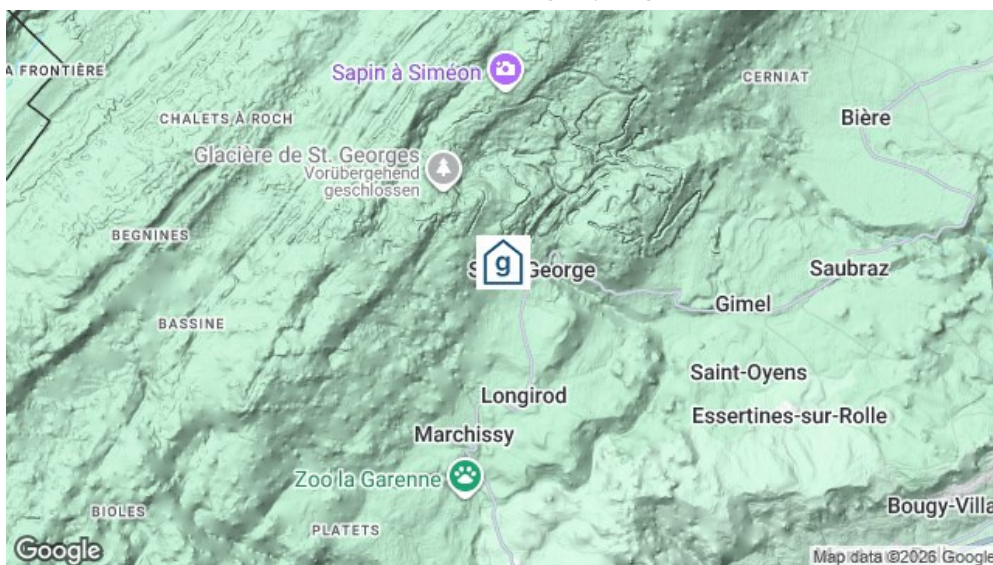 Sapin à Siméon
A FRONTIÈRE
CERNIAT
CHALETS À ROCH
Bière
Glacière de St. Georges
Vorübergehend
geschlossen
BEGNINES
g
George
Saubraz
Gimel
BASSINE
Saint-Oyens
Longirod
Essertines-sur-Rolle
Marchissy
Zoo la Garenne
BIOLES
Bougy-Villa
PLATETS
Google
Map data ©2026 Google